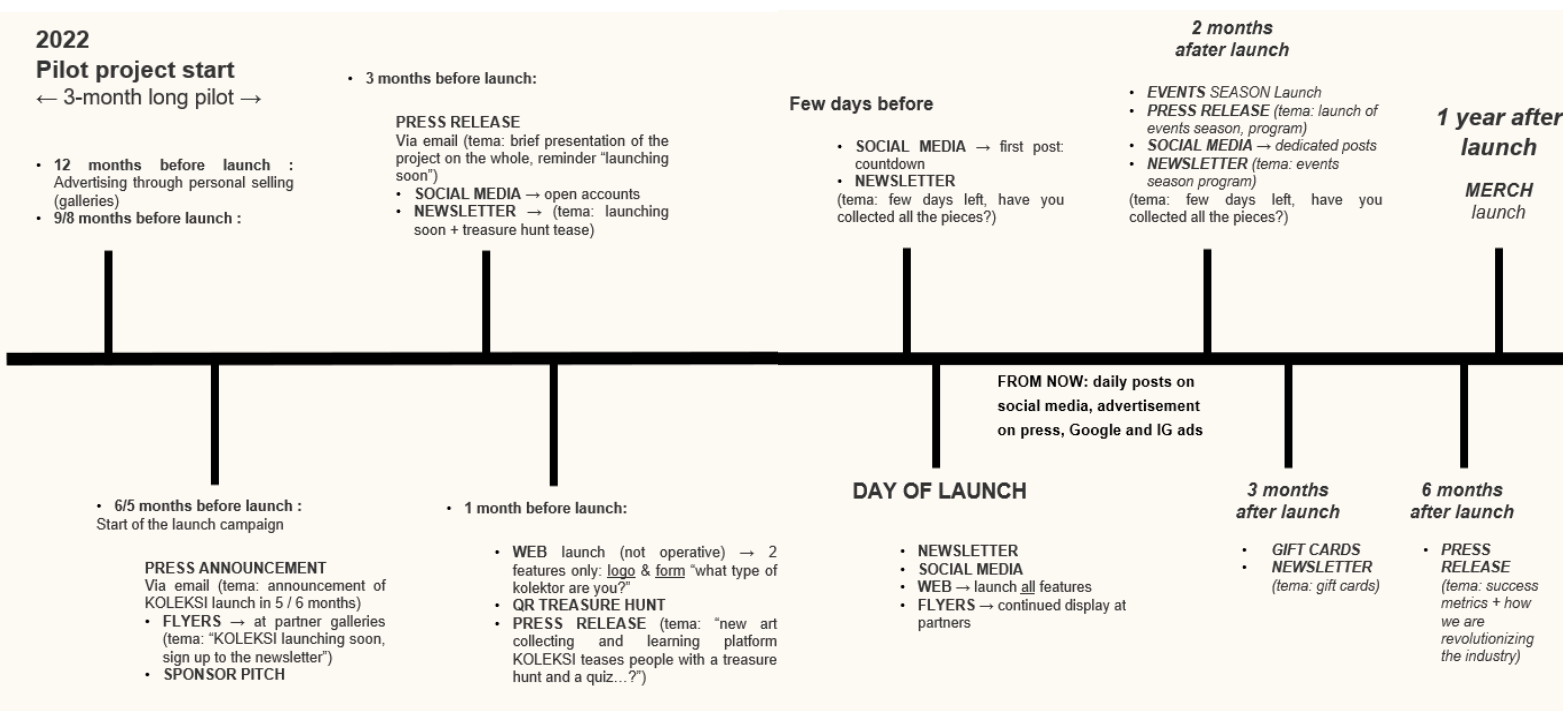 2022
Pilot project start
← 3-month long pilot →
• 12 months before launch :
Advertising through personal selling
(galleries)
• 9/8 months before launch :
• 3 months before launch:
PRESS RELEASE
Via email (tema: brief presentation of the
project on the whole, reminder “launching
soon”)
• SOCIAL MEDIA → open accounts
• NEWSLETTER → (tema: launching
soon + treasure hunt tease)
Few days before
• SOCIAL MEDIA → first post:
countdown
• NEWSLETTER
(tema: few days left, have you
collected all the pieces?)
2 months
afater launch
• EVENTS SEASON Launch
• PRESS RELEASE (tema: launch of
events season, program)
• SOCIAL MEDIA → dedicated posts
• NEWSLETTER (tema: events
season program)
(tema: few days left, have you
collected all the pieces?)
1 year after
launch
MERCH
launch
• 6/5 months before launch :
Start of the launch campaign
PRESS ANNOUNCEMENT
Via email (tema: announcement of
KOLEKSI launch in 5 / 6 months)
• FLYERS → at partner galleries
(tema: “KOLEKSI launching soon,
sign up to the newsletter”)
• SPONSOR PITCH
• 1 month before launch:
• WEB launch (not operative) → 2
features only: logo & form “what type of
kolektor are you?”
• QR TREASURE HUNT
• PRESS RELEASE (tema: “new art
collecting and learning platform
KOLEKSI teases people with a treasure
hunt and a quiz…?”)
FROM NOW: daily posts on
social media, advertisement
on press, Google and IG ads
DAY OF LAUNCH
• NEWSLETTER
• SOCIAL MEDIA
• WEB → launch all features
• FLYERS → continued display at
partners
3 months
after launch
• GIFT CARDS
• NEWSLETTER
(tema: gift cards)
6 months
after launch
• PRESS
RELEASE
(tema: success
metrics + how
we are
revolutionizing
the industry)